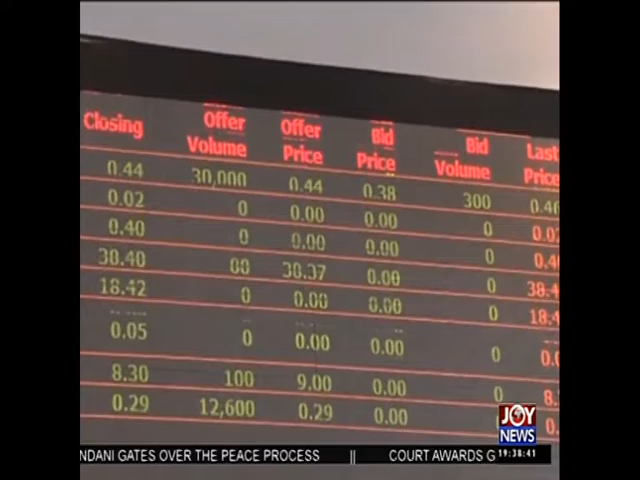 Closing Offer Volume Offer Price Bid Price Bid Volume Last Price
0.44 30,000 0.44 0.38 300 0.46
0.02 0 0.00 0.00 0 0.02
0.40 0 0.00 0.00 0
38.37 0.00 0
18.42 0 0.00 0.00 0
0.05 0 0.00 0.00 0
8.30 100 9.00 0.00 0
0.29 12,600 0.29 0.00
JOY
NEWS
NDANI GATES OVER THE PEACE PROCESS || COURT AWARDS G 19:38:41